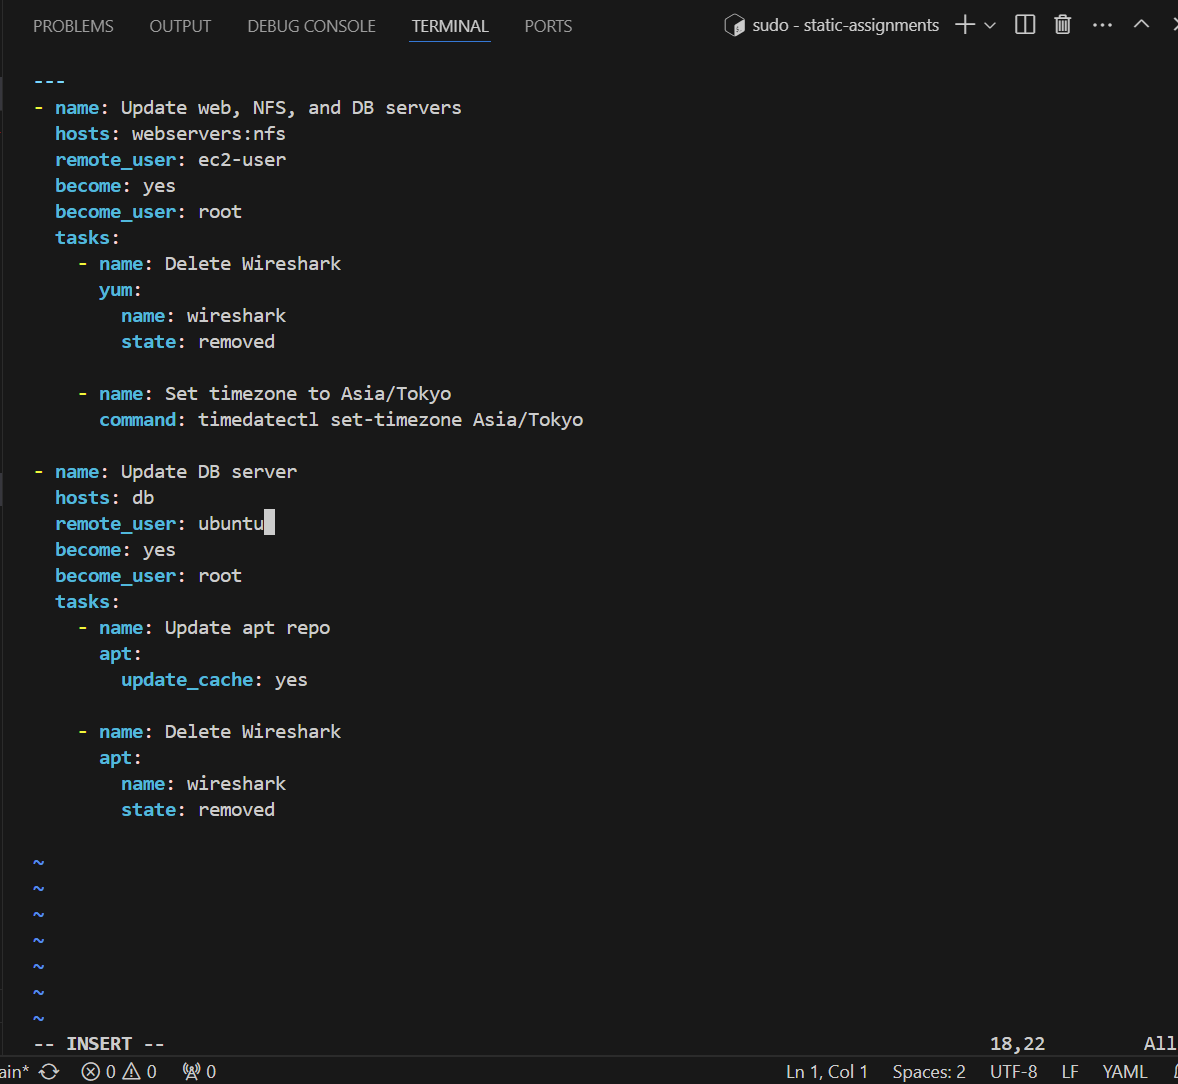 PROBLEMS OUTPUT DEBUG CONSOLE TERMINAL PORTS sudo - static-assignments
---
- name: Update web, NFS, and DB servers
  hosts: webservers:nfs
  remote_user: ec2-user
  become: yes
  become_user: root
  tasks:
    - name: Delete Wireshark
      yum:
        name: wireshark
        state: removed

    - name: Set timezone to Asia/Tokyo
      command: timedatectl set-timezone Asia/Tokyo

- name: Update DB server
  hosts: db
  remote_user: ubuntu
  become: yes
  become_user: root
  tasks:
    - name: Update apt repo
      apt:
        update_cache: yes

    - name: Delete Wireshark
      apt:
        name: wireshark
        state: removed

~
~
~
~
~
~
~
-- INSERT -- 18,22 All
ain* 0 0 0 Ln 1, Col 1 Spaces: 2 UTF-8 LF YAML